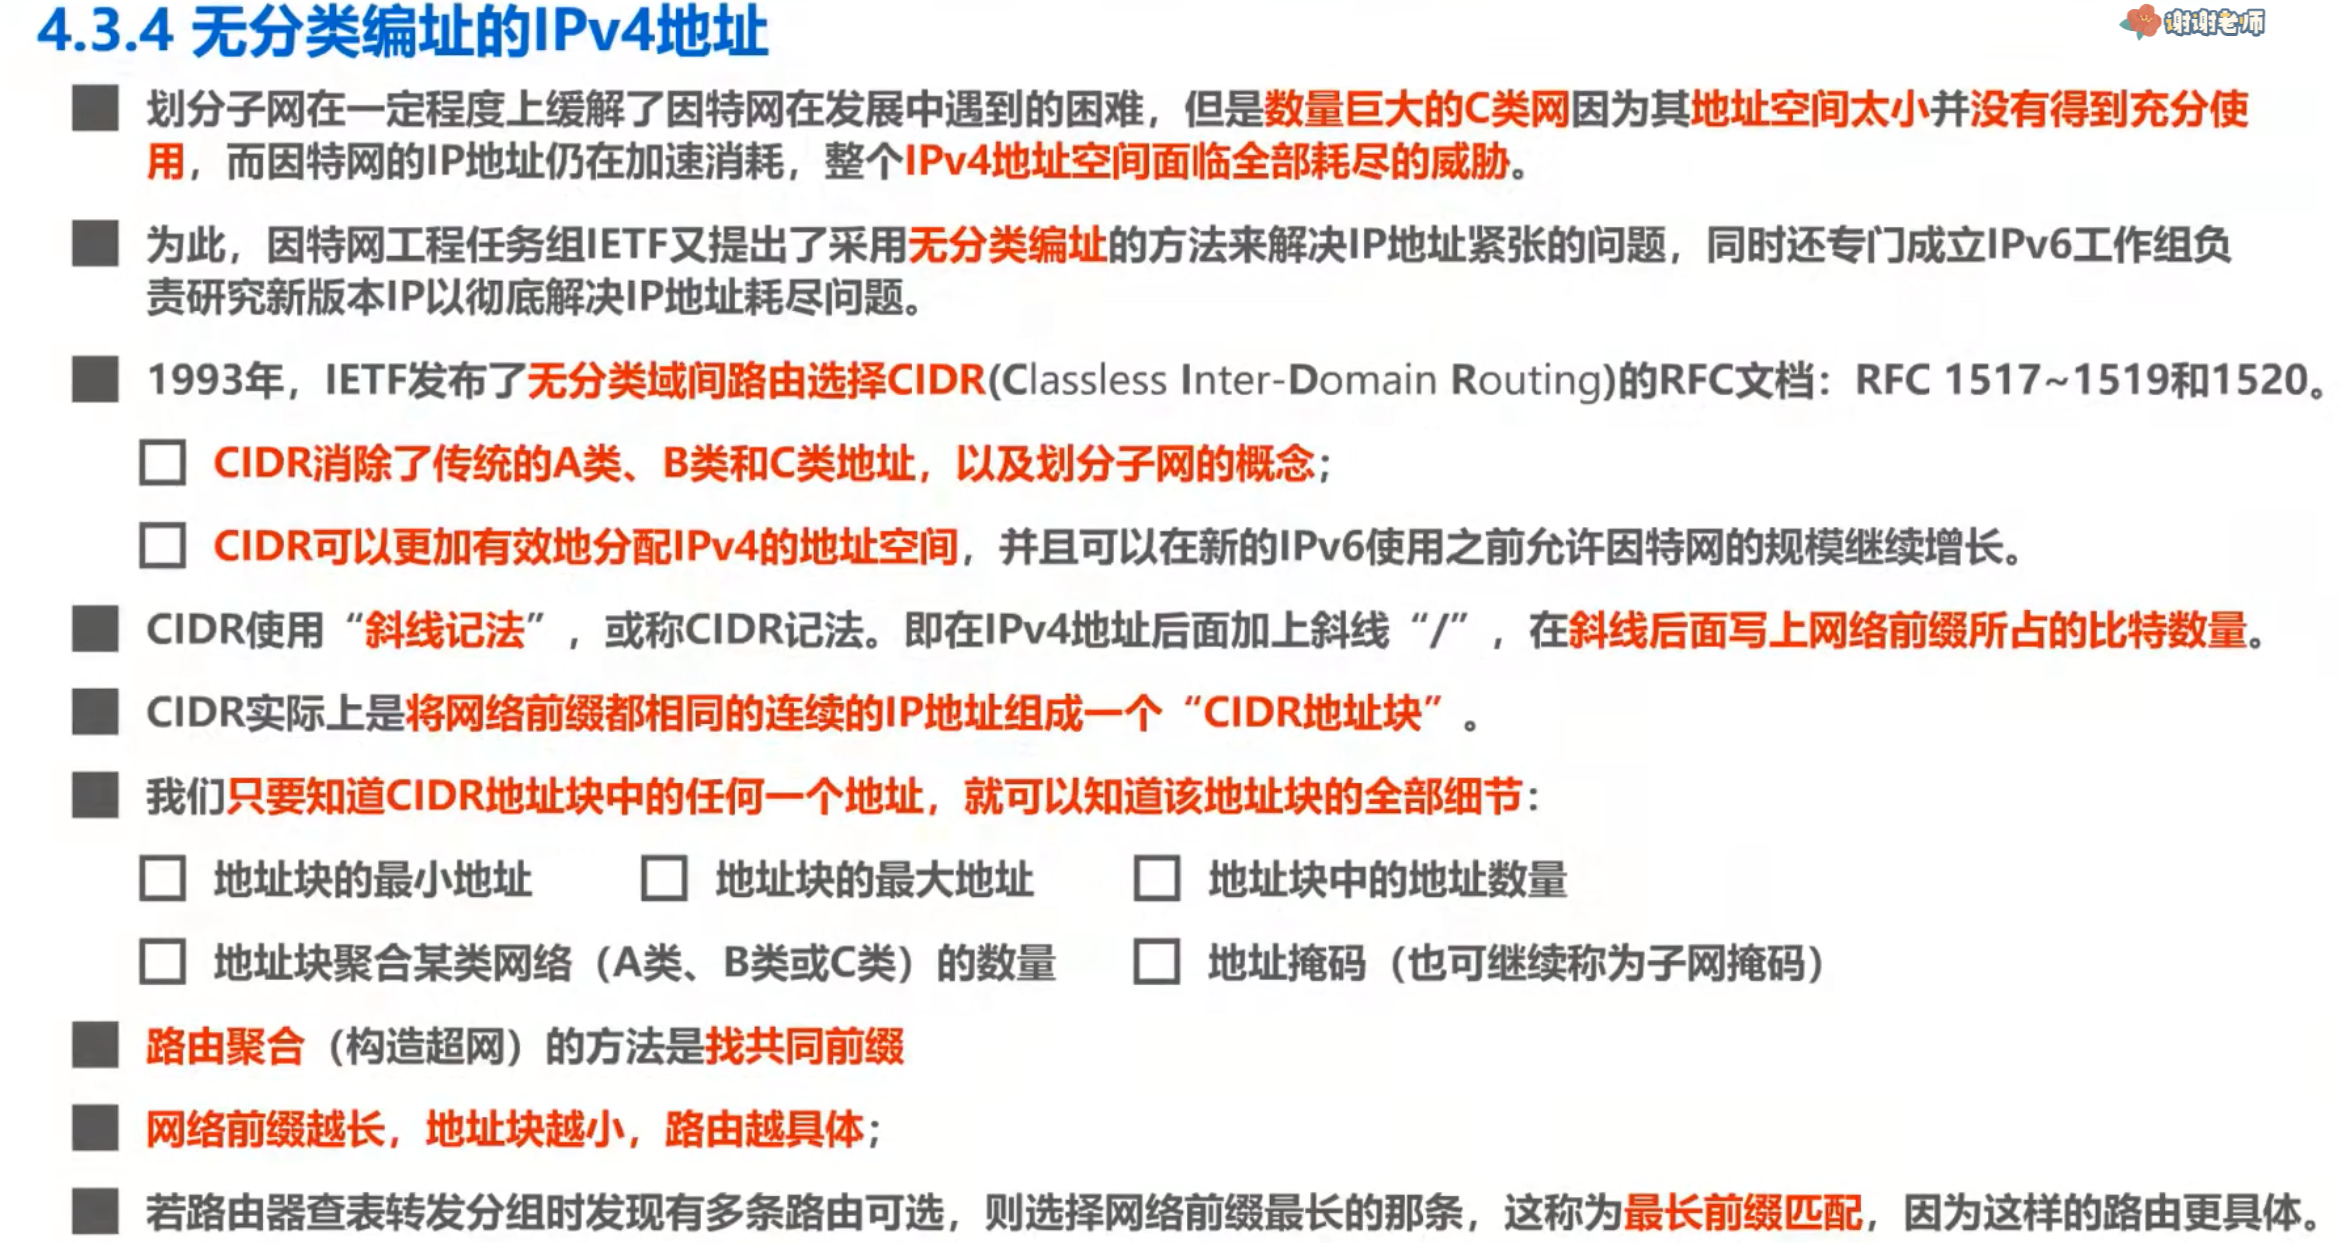 4.3.4 无分类编址的IPv4地址
谢谢老师
划分子网在一定程度上缓解了因特网在发展中遇到的困难，但是数量巨大的C类网因为其地址空间太小并没有得到充分使
用，而因特网的IP地址仍在加速消耗，整个IPv4地址空间面临全部耗尽的威胁。
为此，因特网工程任务组IETF又提出了采用无分类编址的方法来解决IP地址紧张的问题，同时还专门成立IPv6工作组负
责研究新版本IP以彻底解决IP地址耗尽问题。
1993年，IETF发布了无分类域间路由选择CIDR(Classless Inter-Domain Routing)的RFC文档：RFC 1517~1519和1520。
CIDR消除了传统的A类、B类和C类地址，以及划分子网的概念；
CIDR可以更加有效地分配IPv4的地址空间，并且可以在新的IPv6使用之前允许因特网的规模继续增长。
CIDR使用“斜线记法”，或称CIDR记法。即在IPv4地址后面加上斜线“/”，在斜线后面写上网络前缀所占的比特数量。
CIDR实际上是将网络前缀都相同的连续的IP地址组成一个“CIDR地址块”。
我们只要知道CIDR地址块中的任何一个地址，就可以知道该地址块的全部细节：
地址块的最小地址 地址块的最大地址 地址块中的地址数量
地址块聚合某类网络（A类、B类或C类）的数量 地址掩码（也可继续称为子网掩码）
路由聚合（构造超网）的方法是找共同前缀
网络前缀越长，地址块越小，路由越具体；
若路由器查表转发分组时发现有多条路由可选，则选择网络前缀最长的那条，这称为最长前缀匹配，因为这样的路由更具体。